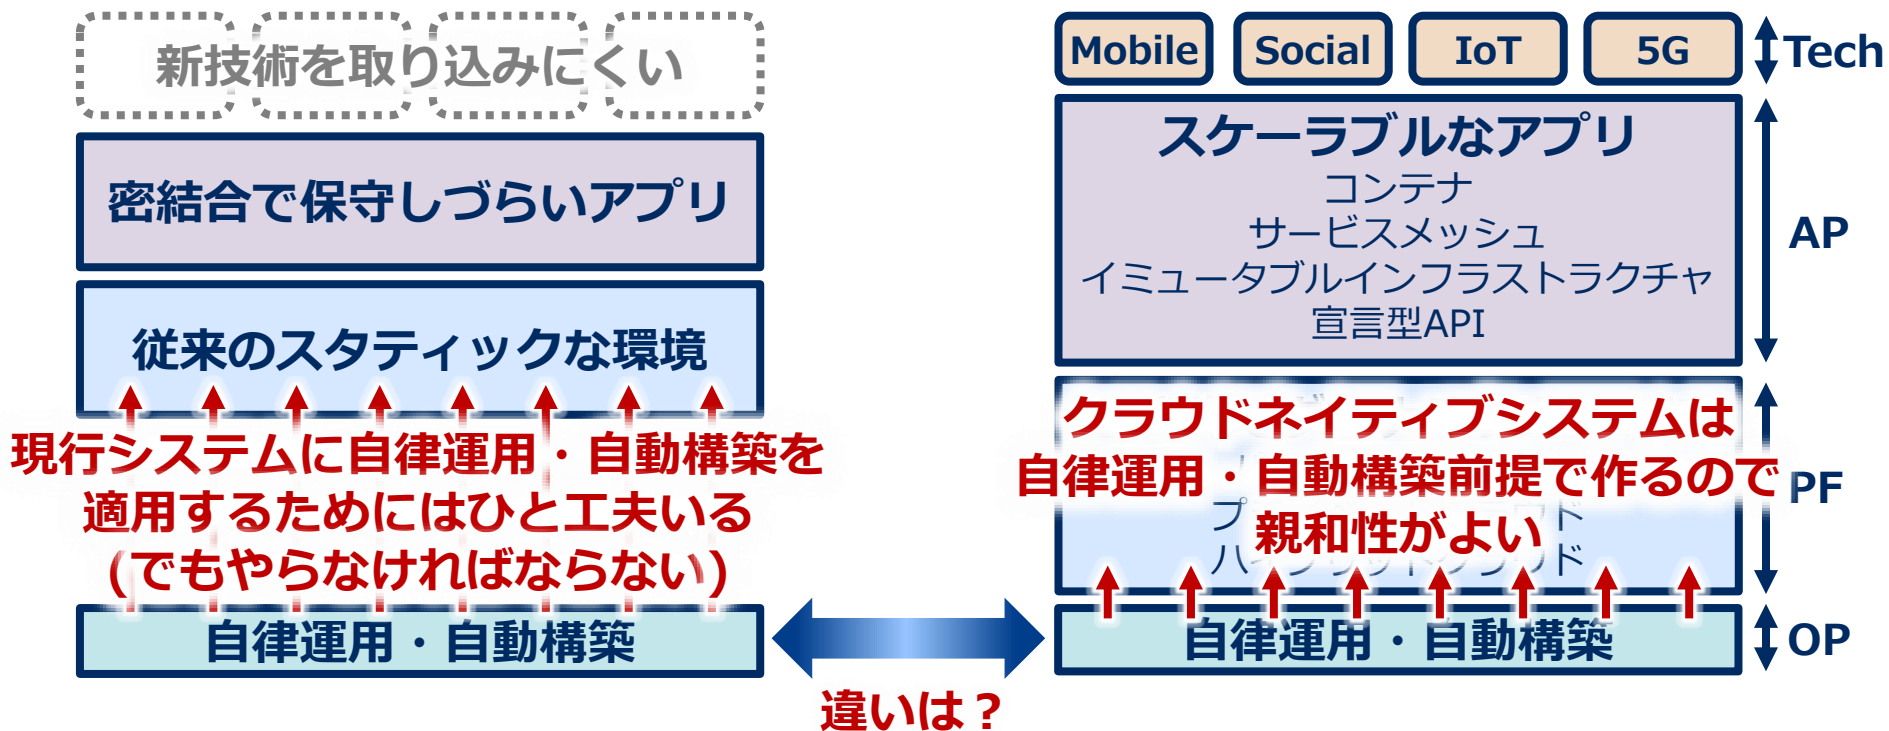 新技術を取り込みにくい
密結合で保守しづらいアプリ
従来のスタティックな環境
現行システムに自律運用・自動構築を
適用するためにはひと工夫いる
(でもやらなければならない)
自律運用・自動構築
違いは？
Mobile
Social
IoT
5G
Tech
スケーラブルなアプリ
コンテナ
サービスメッシュ
イミュータブルインフラストラクチャ
宣言型API
AP
クラウドネイティブシステムは
自律運用・自動構築前提で作るので
親和性がよい
PF
自律運用・自動構築
OP